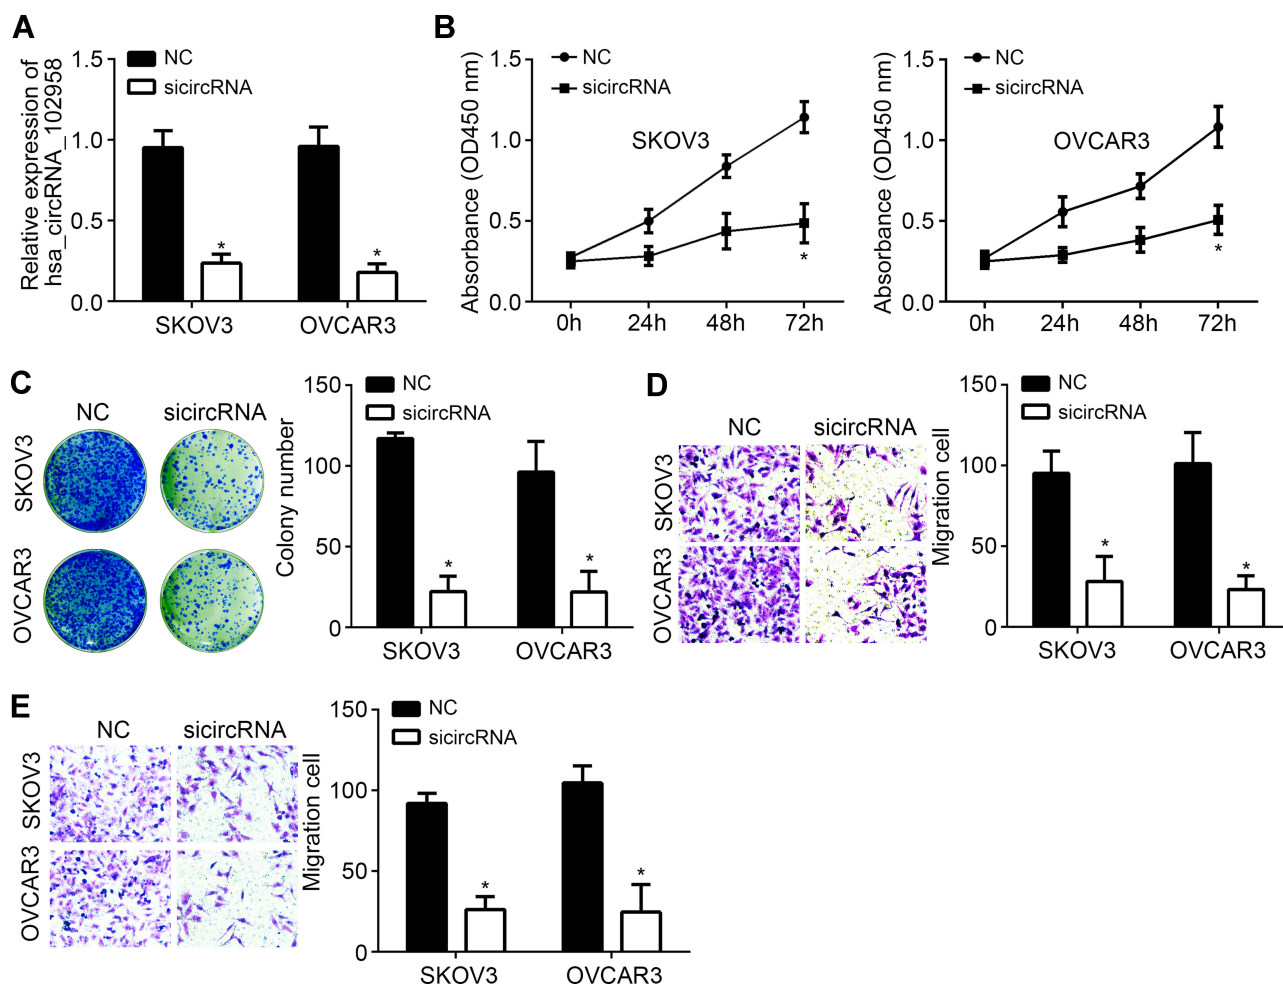 A
Relative expression of
hsa_circRNA_102958
1.5
1.0
0.5
0.0
NC
sicircRNA
*
*
SKOV3
OVCAR3
B
Absorbance (OD450 nm)
1.5
1.0
0.5
0.0
NC
sicircRNA
SKOV3
*
0h
24h
48h
72h
Absorbance (OD450 nm)
1.5
1.0
0.5
0.0
NC
sicircRNA
OVCAR3
*
0h
24h
48h
72h
C
NC
sicircRNA
SKOV3
OVCAR3
Colony number
150
100
50
0
NC
sicircRNA
*
*
SKOV3
OVCAR3
D
NC
sicircRNA
SKOV3
OVCAR3
Migration cell
150
100
50
0
NC
sicircRNA
*
*
SKOV3
OVCAR3
E
NC
sicircRNA
SKOV3
OVCAR3
Migration cell
150
100
50
0
NC
sicircRNA
*
*
SKOV3
OVCAR3